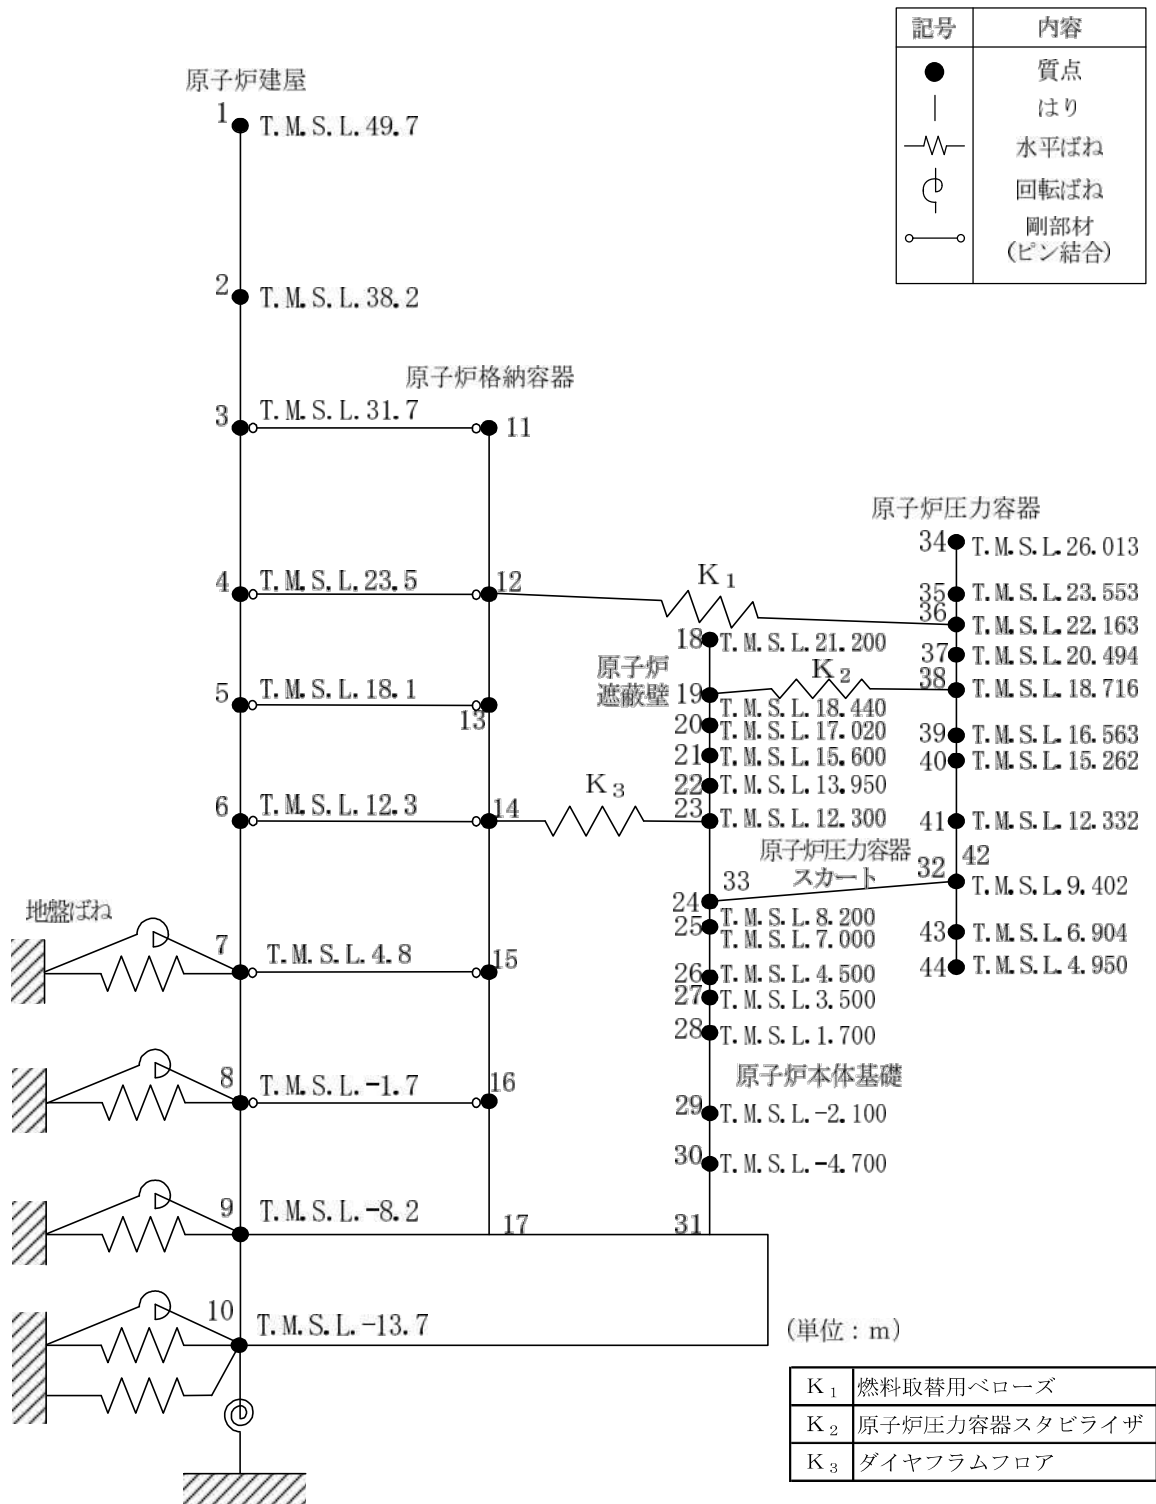 記号 内容
質点
はり
水平ばね
回転ばね
剛部材
(ピン結合)
原子炉建屋
1 T.M.S.L.49.7
2 T.M.S.L.38.2
原子炉格納容器
3 T.M.S.L.31.7 11
原子炉圧力容器
34 T.M.S.L.26.013
4 T.M.S.L.23.5 12
K1
35 T.M.S.L.23.553
36 T.M.S.L.22.163
18 T.M.S.L.21.200
37 T.M.S.L.20.494
原子炉
遮蔽壁
K2
5 T.M.S.L.18.1 13
19 T.M.S.L.18.440
38 T.M.S.L.18.716
20 T.M.S.L.17.020
39 T.M.S.L.16.563
21 T.M.S.L.15.600
40 T.M.S.L.15.262
22 T.M.S.L.13.950
K3
6 T.M.S.L.12.3 14
23 T.M.S.L.12.300
41 T.M.S.L.12.332
原子炉圧力容器
スカート
32 42
T.M.S.L.9.402
33
24 T.M.S.L.8.200
25 T.M.S.L.7.000
43 T.M.S.L.6.904
地盤ばね
7 T.M.S.L.4.8 15
26 T.M.S.L.4.500
44 T.M.S.L.4.950
27 T.M.S.L.3.500
28 T.M.S.L.1.700
原子炉本体基礎
8 T.M.S.L.-1.7 16
29 T.M.S.L.-2.100
30 T.M.S.L.-4.700
9 T.M.S.L.-8.2 17 31
10 T.M.S.L.-13.7
(単位:m)
K1 燃料取替用ベローズ
K2 原子炉圧力容器スタビライザ
K3 ダイヤフラムフロア